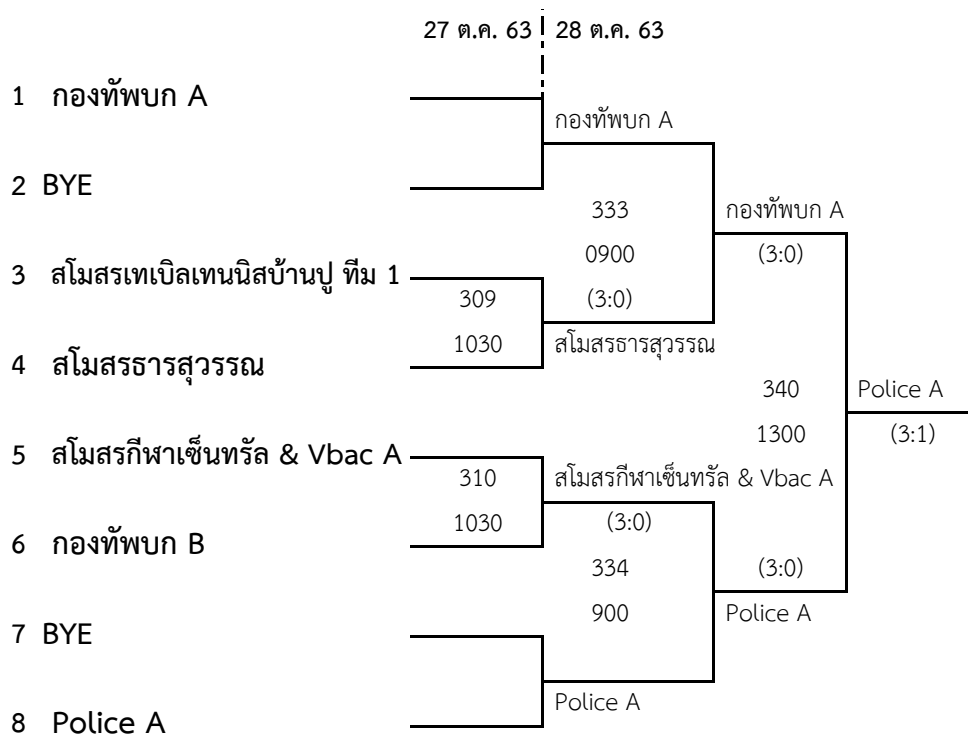 27 ต.ค. 63 28 ต.ค. 63
1 กองทัพบก A
กองทัพบก A
2 BYE
333 กองทัพบก A
0900 (3:0)
3 สโมสรเทเบิลเทนนิสบ้านปู ทีม 1
309 (3:0)
1030 สโมสรธารสุวรรณ
4 สโมสรธารสุวรรณ
340 Police A
1300 (3:1)
5 สโมสรกีฬาเซ็นทรัล & Vbac A
310 สโมสรกีฬาเซ็นทรัล & Vbac A
1030 (3:0)
6 กองทัพบก B
334 (3:0)
900 Police A
7 BYE
Police A
8 Police A